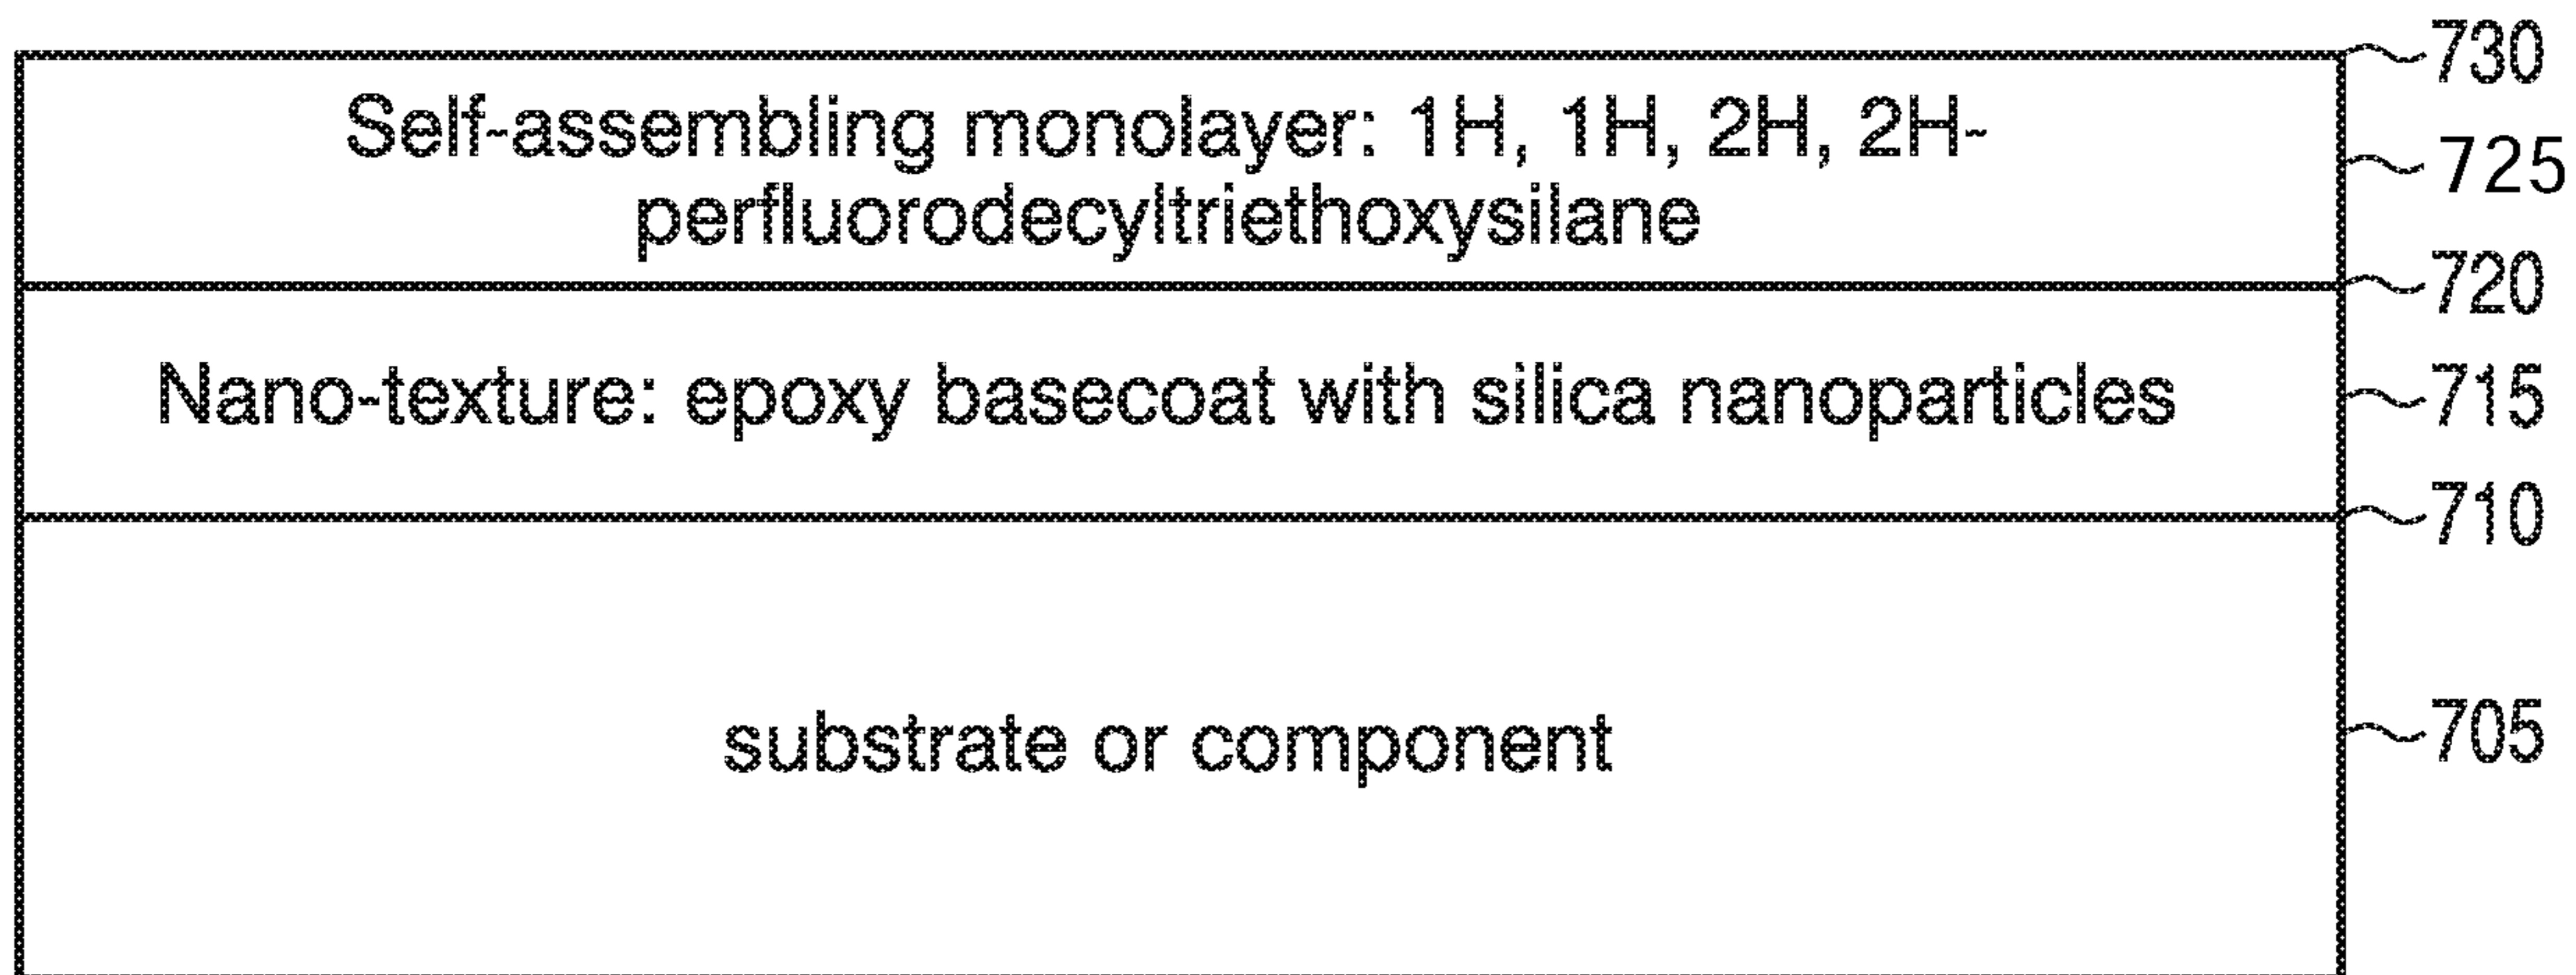 730
Self-assembling monolayer: 1H, 1H, 2H, 2H-
725
perfluorodecyltriethoxysilane
720
Nano-texture: epoxy basecoat with silica nanoparticles
715
710
substrate or component
705